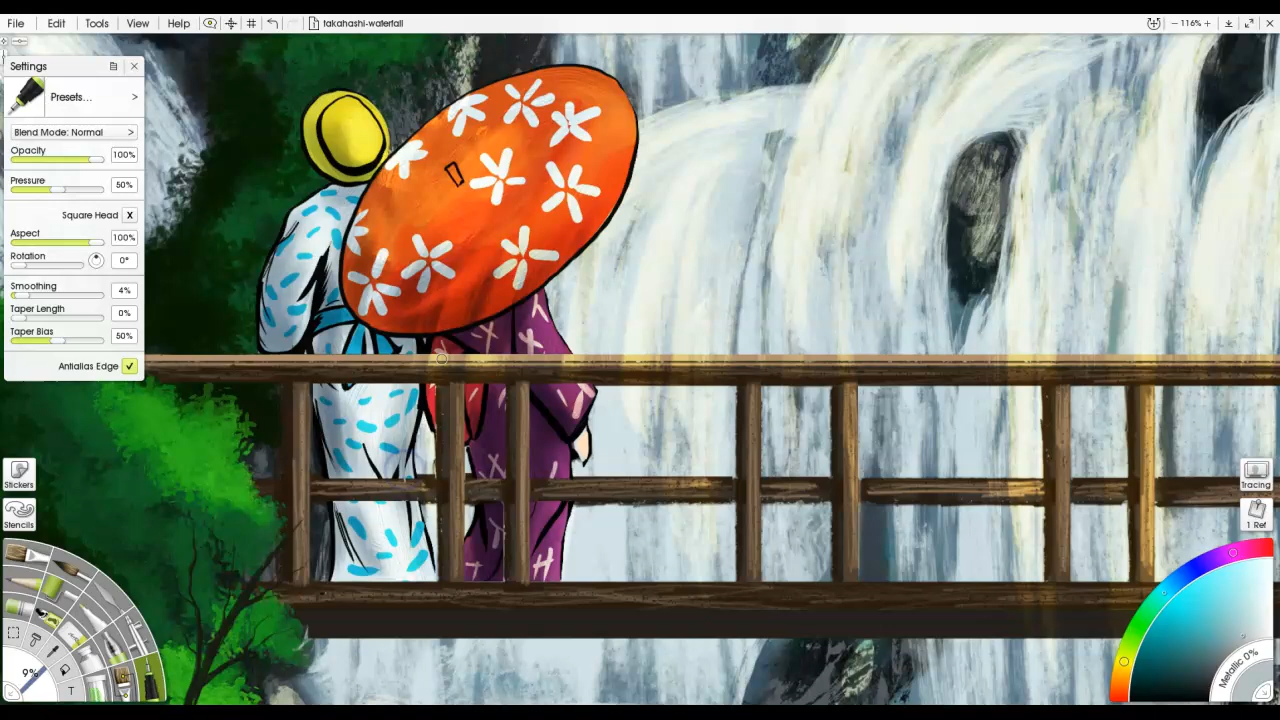 File Edit Tools View Help takahashi-waterfall 116%
Settings
Presets...
Blend Mode: Normal
Opacity 100%
Pressure 50%
Square Head X
Aspect 100%
Rotation 0°
Smoothing 4%
Taper Length 0%
Taper Bias 50%
Antialias Edge
Stickers
Stencils
Tracing
1 Ref
9%
T
Metallic 0%